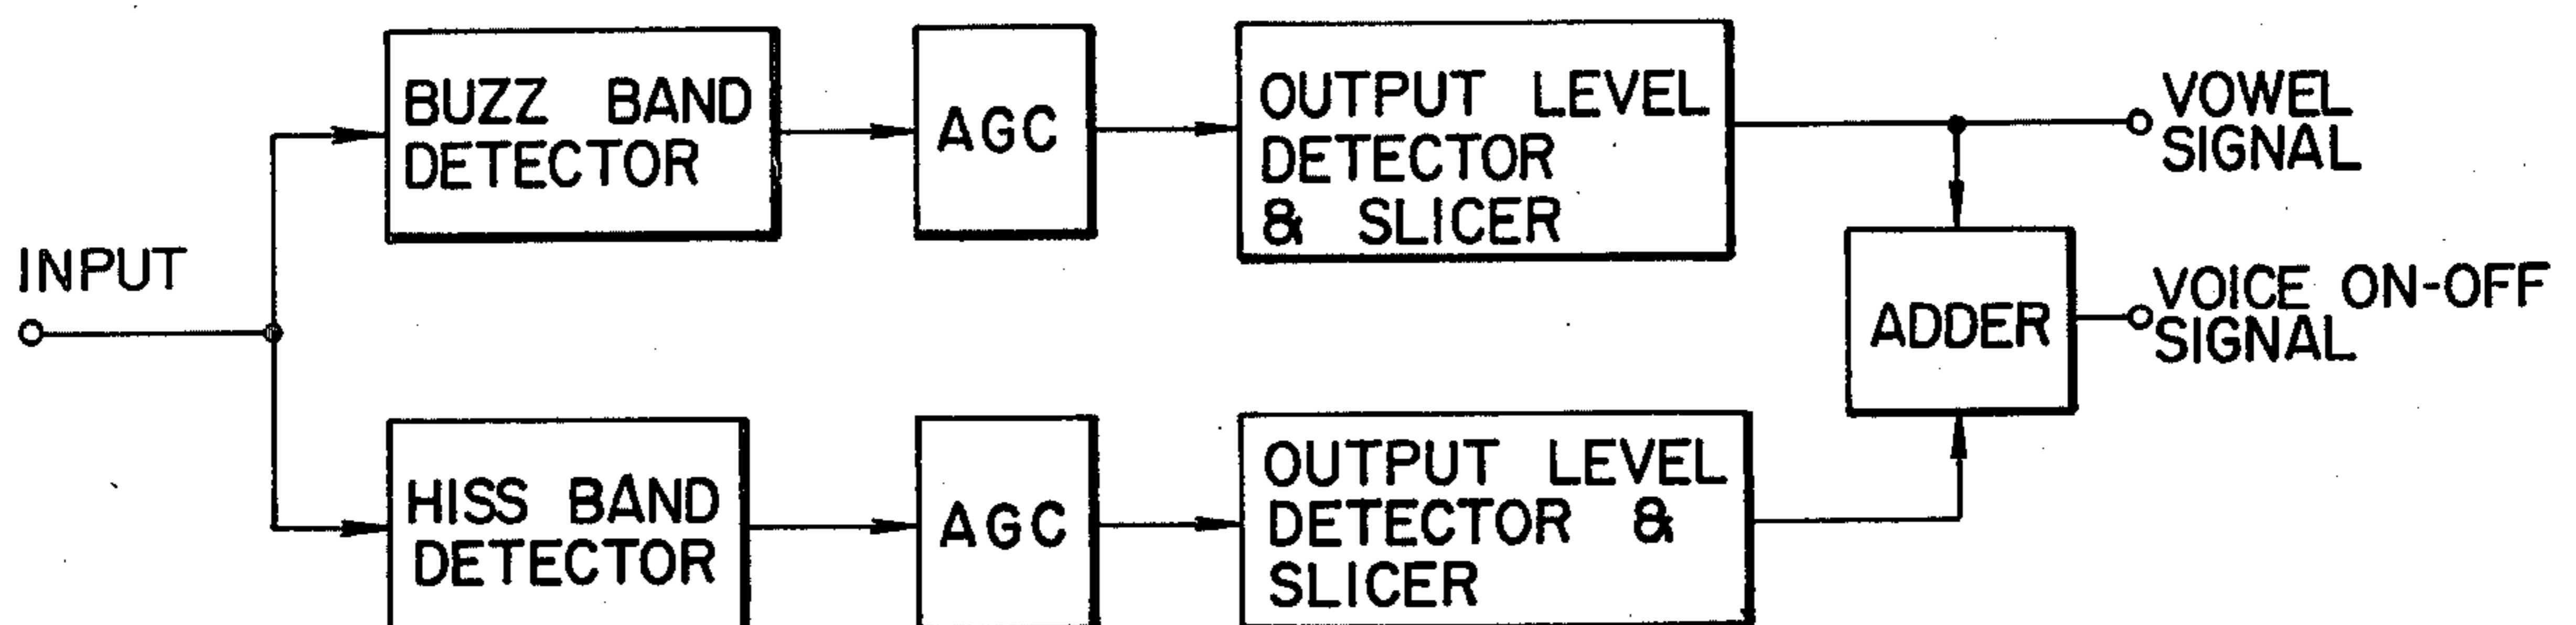 INPUT
BUZZ BAND
DETECTOR
AGC
OUTPUT LEVEL
DETECTOR
& SLICER
VOWEL
SIGNAL
ADDER
VOICE ON-OFF
SIGNAL
HISS BAND
DETECTOR
AGC
OUTPUT LEVEL
DETECTOR &
SLICER